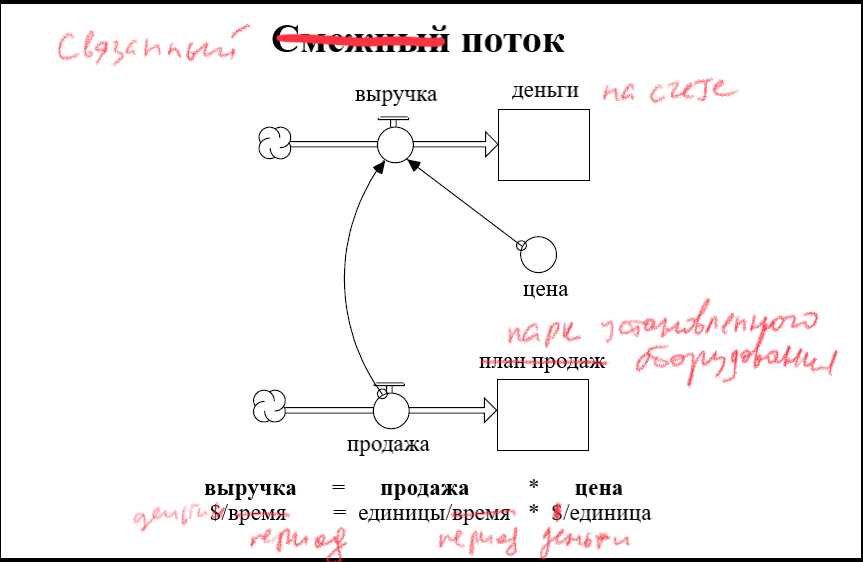 Связанный Смежный поток
выручка
деньги на счете
цена
парк установленного
план продаж оборудования
продажа
выручка = продажа * цена
деньги $/время = единицы/время * $/единица
период период деньги